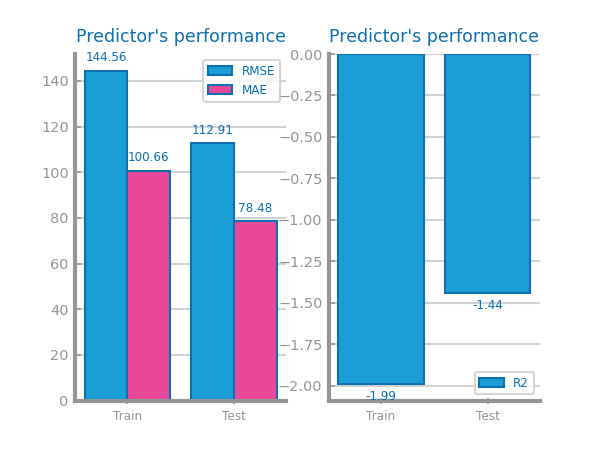 Predictor's performance
144.56
RMSE
MAE
140
120
112.91
100.66
100
80
78.48
60
40
20
0
Train
Test
Predictor's performance
0.00
−0.25
−0.50
−0.75
−1.00
−1.25
−1.50
-1.44
−1.75
−2.00
R2
-1.99
Train
Test